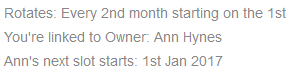 Rotates: Every 2nd month starting on the 1st
You're linked to Owner: Ann Hynes
Ann's next slot starts: 1st Jan 2017